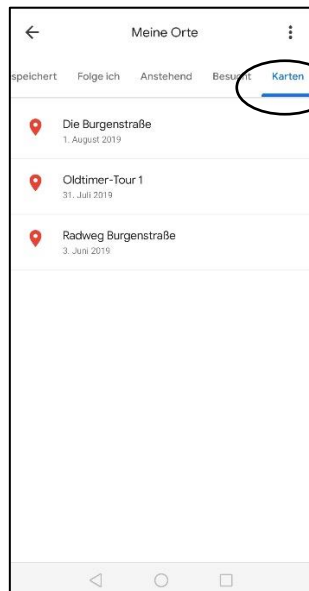 Meine Orte
speichert Folge ich Anstehend Besucht Karten
Die Burgenstraße
1. August 2019
Oldtimer-Tour 1
31. Juli 2019
Radweg Burgenstraße
3. Juni 2019